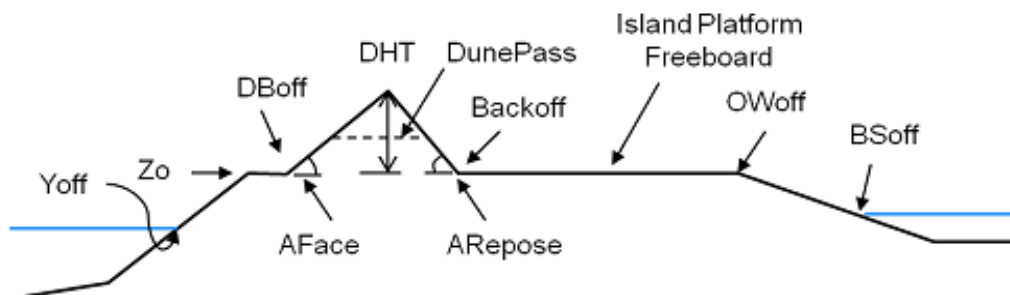 Island Platform
Freeboard
DHT
DunePass
DBoff
Backoff
OWoff
BSoff
Zo
Yoff
AFace
ARepose